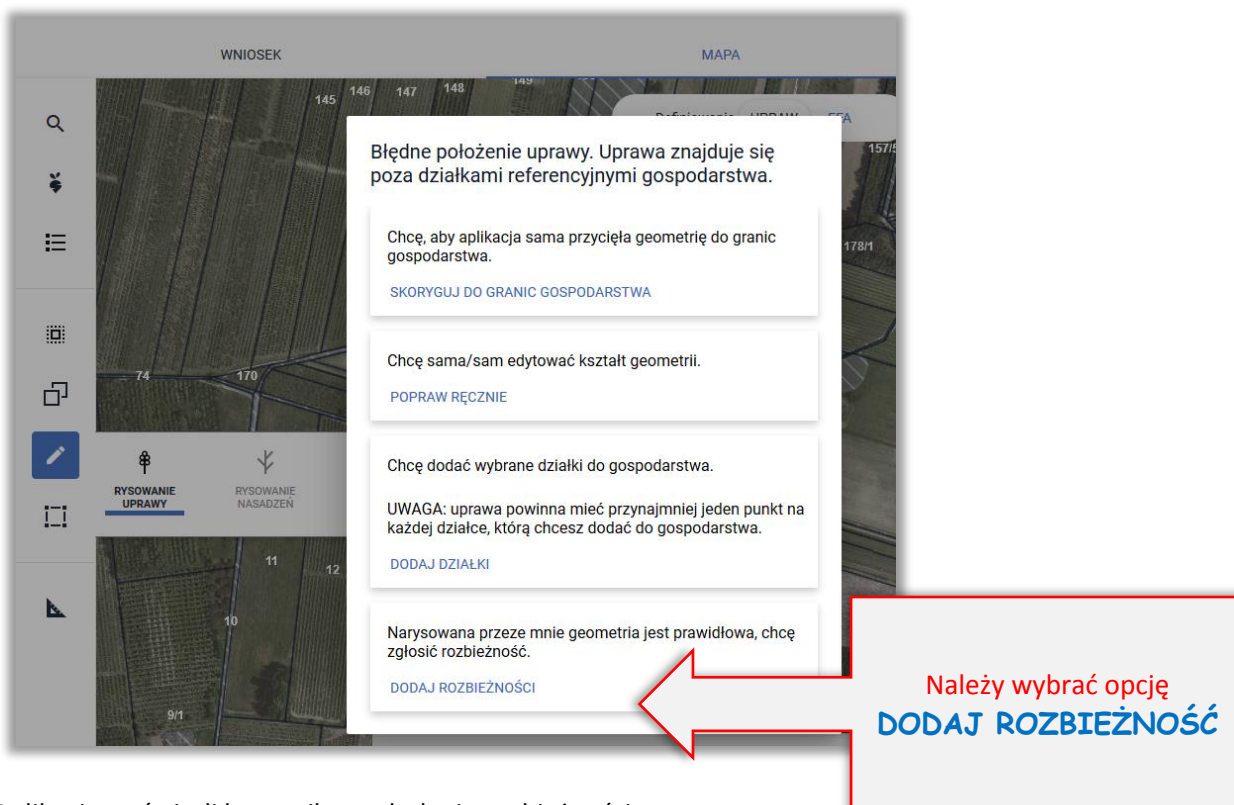 WNIOSEK
MAPA
145
146
147
148
149
UPRAW
157/5
Błędne położenie uprawy. Uprawa znajduje się
poza działkami referencyjnymi gospodarstwa.
Chcę, aby aplikacja sama przycięła geometrię do granic
gospodarstwa.
SKORYGUJ DO GRANIC GOSPODARSTWA
178/1
Chcę sama/sam edytować kształt geometrii.
POPRAW RĘCZNIE
74
170
RYSOWANIE
UPRAWY
RYSOWANIE
NASADZEŃ
Chcę dodać wybrane działki do gospodarstwa.
UWAGA: uprawa powinna mieć przynajmniej jeden punkt na
każdej działce, którą chcesz dodać do gospodarstwa.
DODAJ DZIAŁKI
11
12
10
9/1
Narysowana przeze mnie geometria jest prawidłowa, chcę
zgłosić rozbieżność.
DODAJ ROZBIEŻNOŚCI
Należy wybrać opcję
DODAJ ROZBIEŻNOŚĆ